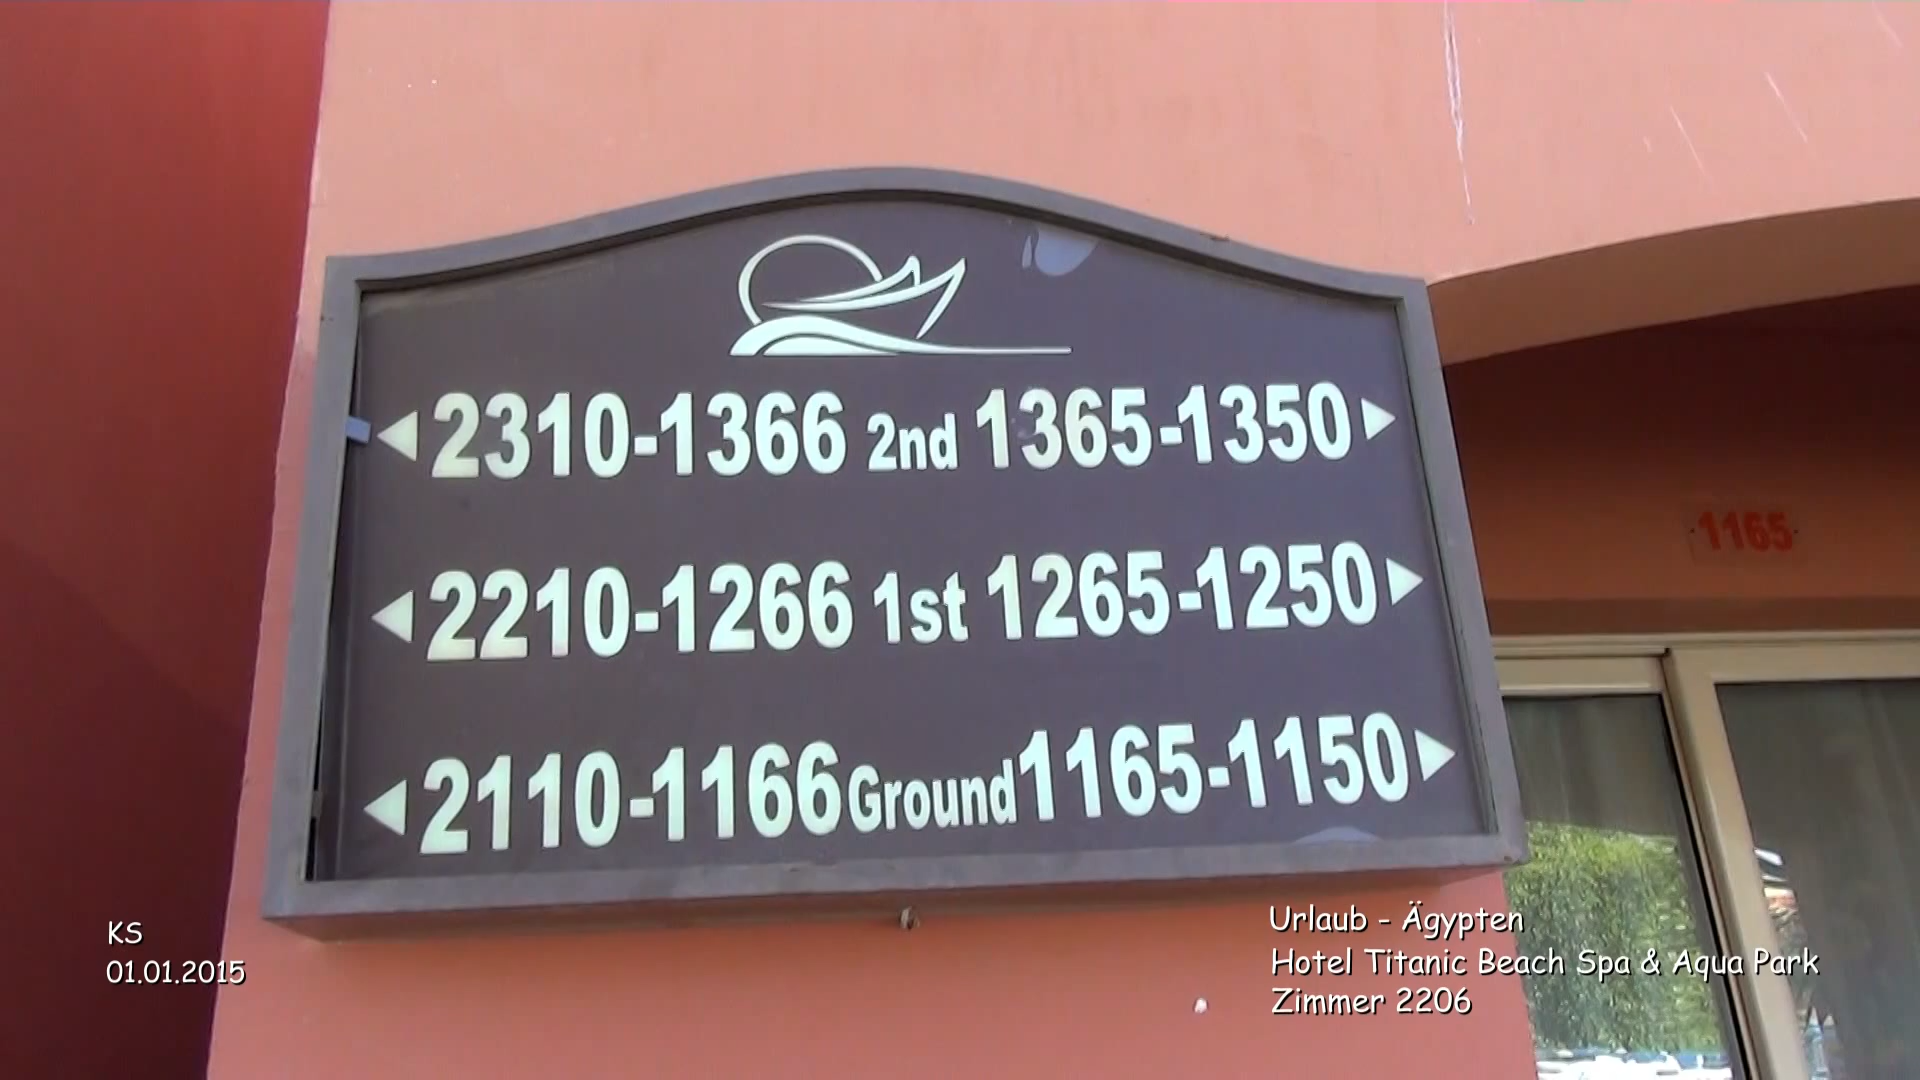 2310-1366 2nd 1365-1350
2210-1266 1st 1265-1250
2110-1166 Ground 1165-1150
1165
KS
01.01.2015
Urlaub - Ägypten
Hotel Titanic Beach Spa & Aqua Park
Zimmer 2206